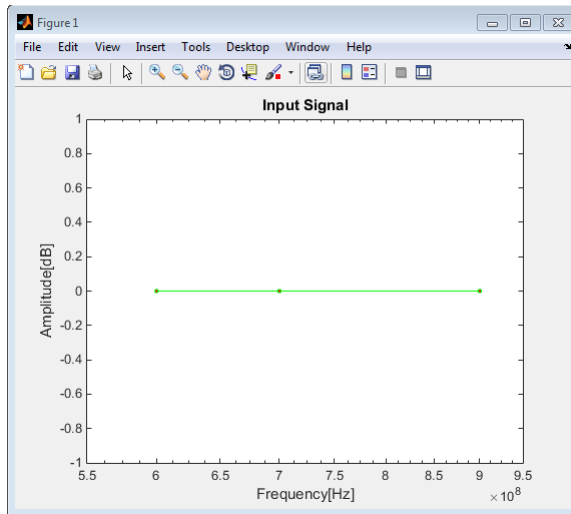 Figure 1
File Edit View Insert Tools Desktop Window Help
Input Signal
1
0.8
0.6
0.4
0.2
0
-0.2
-0.4
-0.6
-0.8
-1
Amplitude[dB]
5.5 6 6.5 7 7.5 8 8.5 9 9.5
Frequency[Hz]
×10⁸